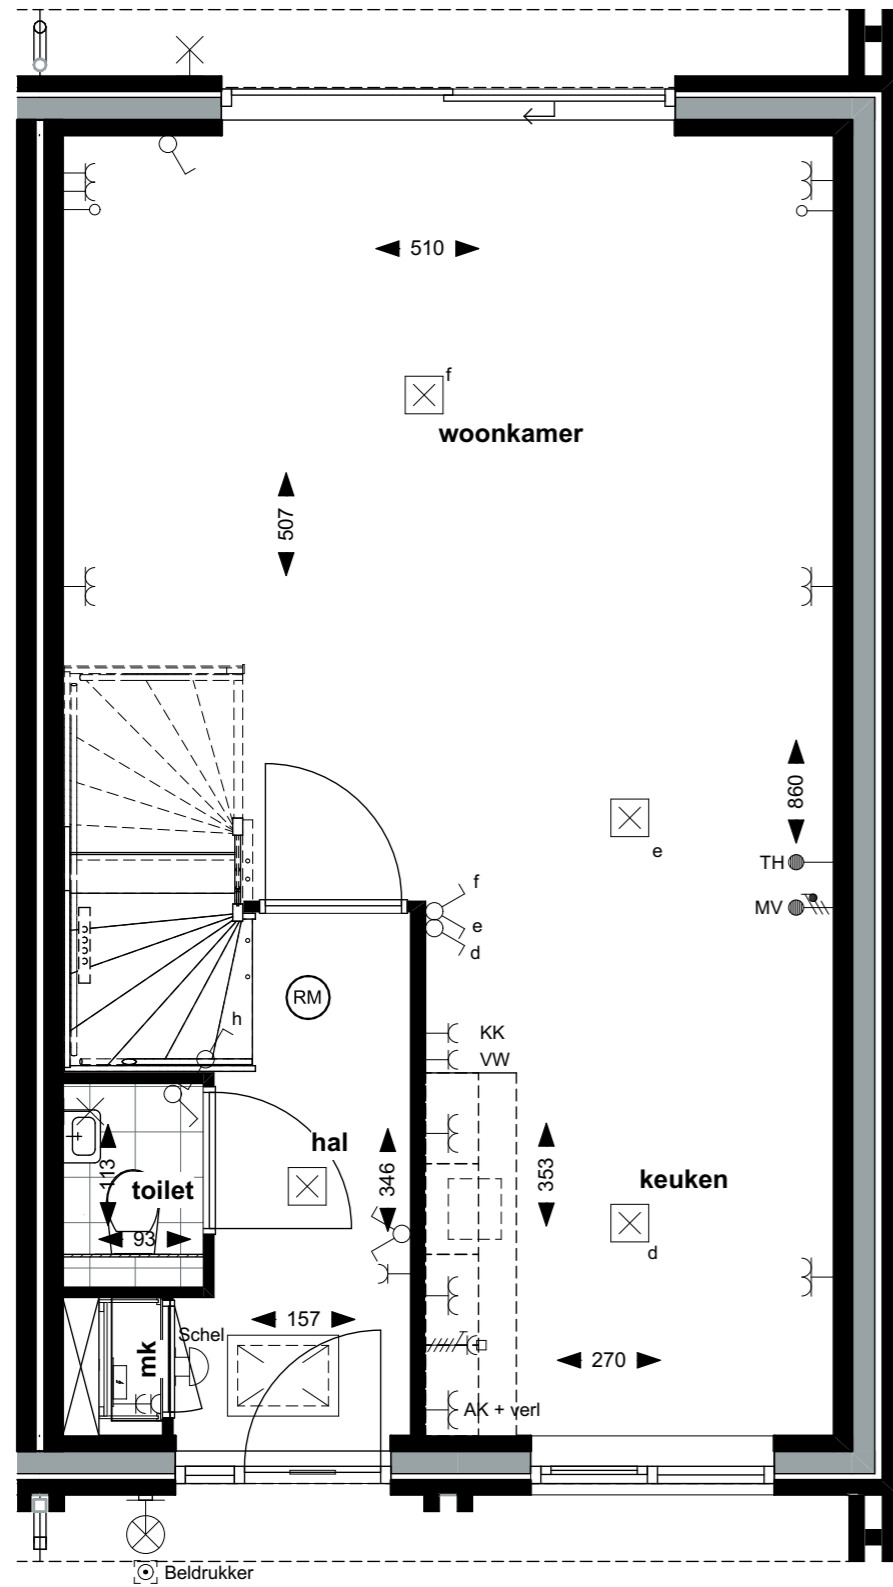 510
f
woonkamer
507
860
e
TH
MV
f
e
d
RM
h
KK
VW
hal
113
toilet
346
353
keuken
93
d
157
Schel
mk
270
AK + verl
Beldrukker